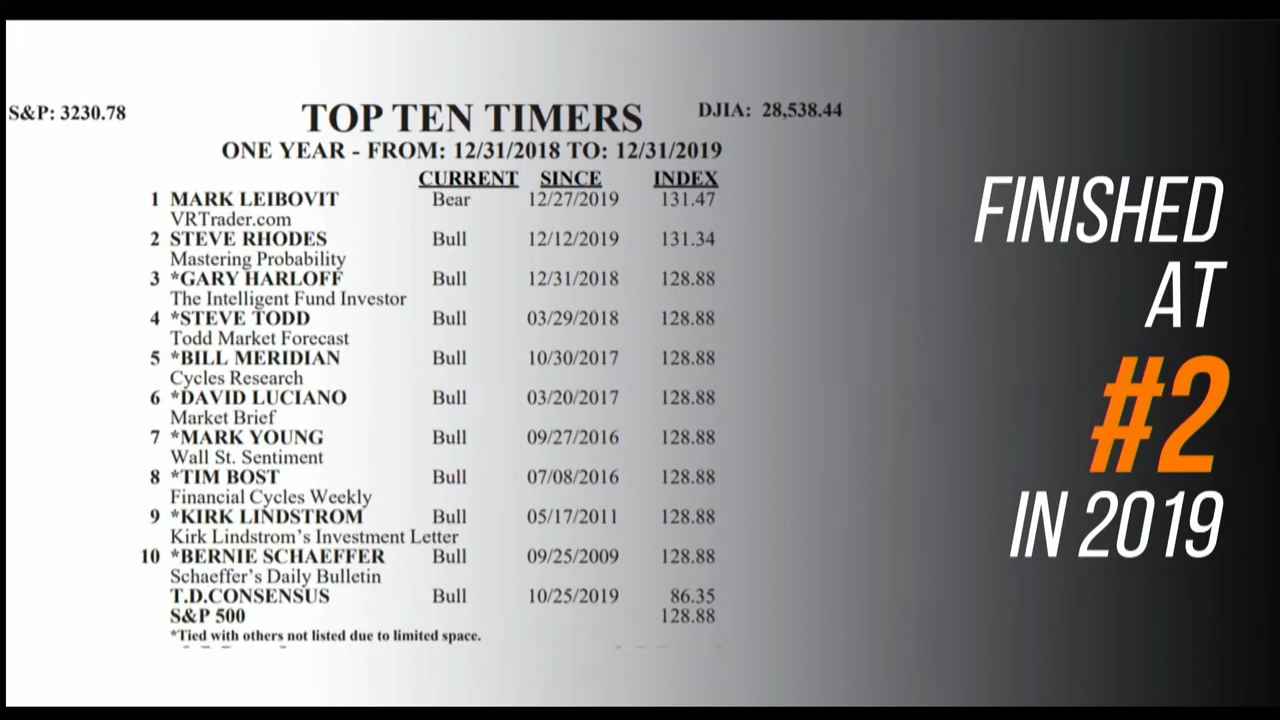 S&P: 3230.78
TOP TEN TIMERS
DJIA: 28,538.44
ONE YEAR - FROM: 12/31/2018 TO: 12/31/2019
CURRENT SINCE INDEX
1 MARK LEIBOVIT Bear 12/27/2019 131.47
VRTrader.com
2 STEVE RHODES Bull 12/12/2019 131.34
Mastering Probability
3 *GARY HARLOFF Bull 12/31/2018 128.88
The Intelligent Fund Investor
4 *STEVE TODD Bull 03/29/2018 128.88
Todd Market Forecast
5 *BILL MERIDIAN Bull 10/30/2017 128.88
Cycles Research
6 *DAVID LUCIANO Bull 03/20/2017 128.88
Market Brief
7 *MARK YOUNG Bull 09/27/2016 128.88
Wall St. Sentiment
8 *TIM BOST Bull 07/08/2016 128.88
Financial Cycles Weekly
9 *KIRK LINDSTROM Bull 05/17/2011 128.88
Kirk Lindstrom's Investment Letter
10 *BERNIE SCHAEFFER Bull 09/25/2009 128.88
Schaeffer's Daily Bulletin
T.D.CONSENSUS Bull 10/25/2019 86.35
S&P 500 128.88
*Tied with others not listed due to limited space.
FINISHED
AT
#2
IN 2019